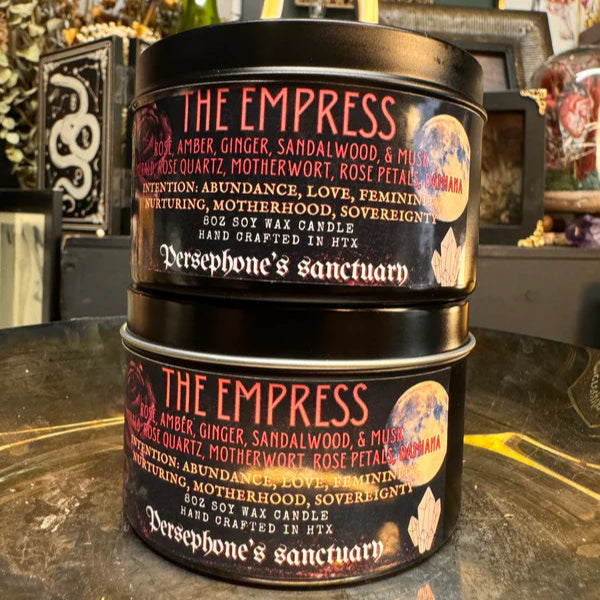 THE EMPRESS
ROSE, AMBER, GINGER, SANDALWOOD, & MUSK
ROSE QUARTZ, MOTHERWORT, ROSE PETALS, DAMIANA
INTENTION: ABUNDANCE, LOVE, FEMININE
NURTURING, MOTHERHOOD, SOVEREIGNTY
8OZ SOY WAX CANDLE
HAND CRAFTED IN HTX
Persephone's sanctuary
THE EMPRESS
ROSE, AMBER, GINGER, SANDALWOOD, & MUSK
ROSE QUARTZ, MOTHERWORT, ROSE PETALS, DAMIANA
INTENTION: ABUNDANCE, LOVE, FEMININE
NURTURING, MOTHERHOOD, SOVEREIGNTY
8OZ SOY WAX CANDLE
HAND CRAFTED IN HTX
Persephone's sanctuary